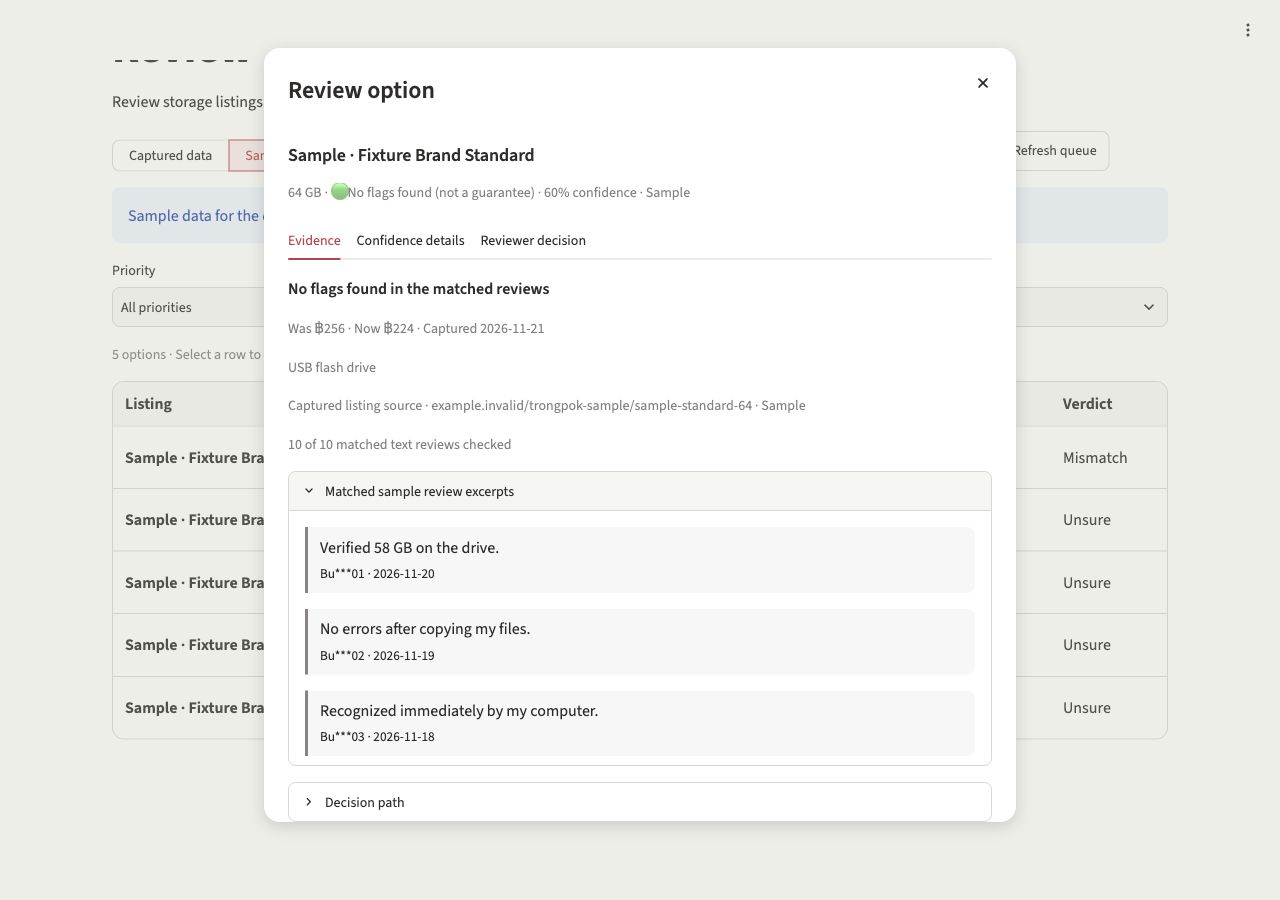 Review storage listings
Captured data
Refresh queue
Sample data for the
Priority
All priorities
5 options · Select a row to
Listing
Verdict
Sample · Fixture Bra
Mismatch
Sample · Fixture Bra
Unsure
Sample · Fixture Bra
Unsure
Sample · Fixture Bra
Unsure
Sample · Fixture Bra
Unsure
Review option
Sample · Fixture Brand Standard
64 GB · No flags found (not a guarantee) · 60% confidence · Sample
Evidence Confidence details Reviewer decision
No flags found in the matched reviews
Was ฿256 · Now ฿224 · Captured 2026-11-21
USB flash drive
Captured listing source · example.invalid/trongpok-sample/sample-standard-64 · Sample
10 of 10 matched text reviews checked
Matched sample review excerpts
Verified 58 GB on the drive.
Bu***01 · 2026-11-20
No errors after copying my files.
Bu***02 · 2026-11-19
Recognized immediately by my computer.
Bu***03 · 2026-11-18
Decision path